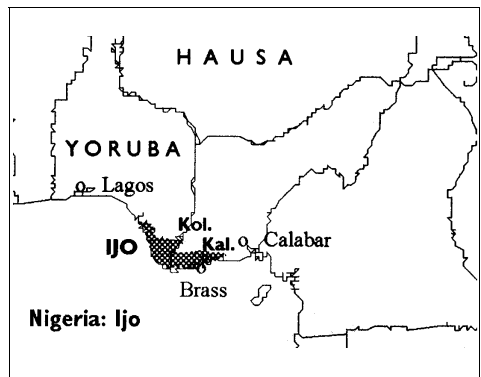 HAUSA
YORUBA
Lagos
Kol.
IJO
Kal.
Calabar
Brass
Nigeria: Ijo